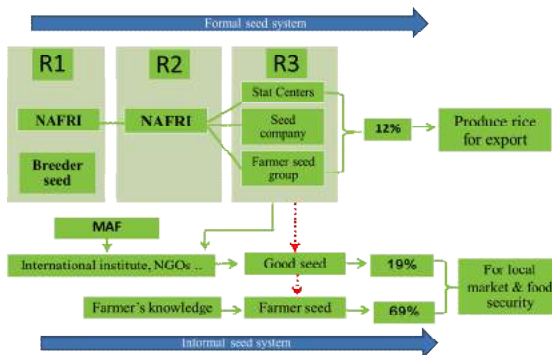 Formal seed system
R1
R2
R3
NAFRI
NAFRI
Breeder
seed
Stat Centers
Seed
company
Farmer seed
group
12%
Produce rice
for export
MAF
International institute, NGOs ..
Good seed
19%
Farmer's knowledge
Farmer seed
69%
For local
market & food
security
Informal seed system